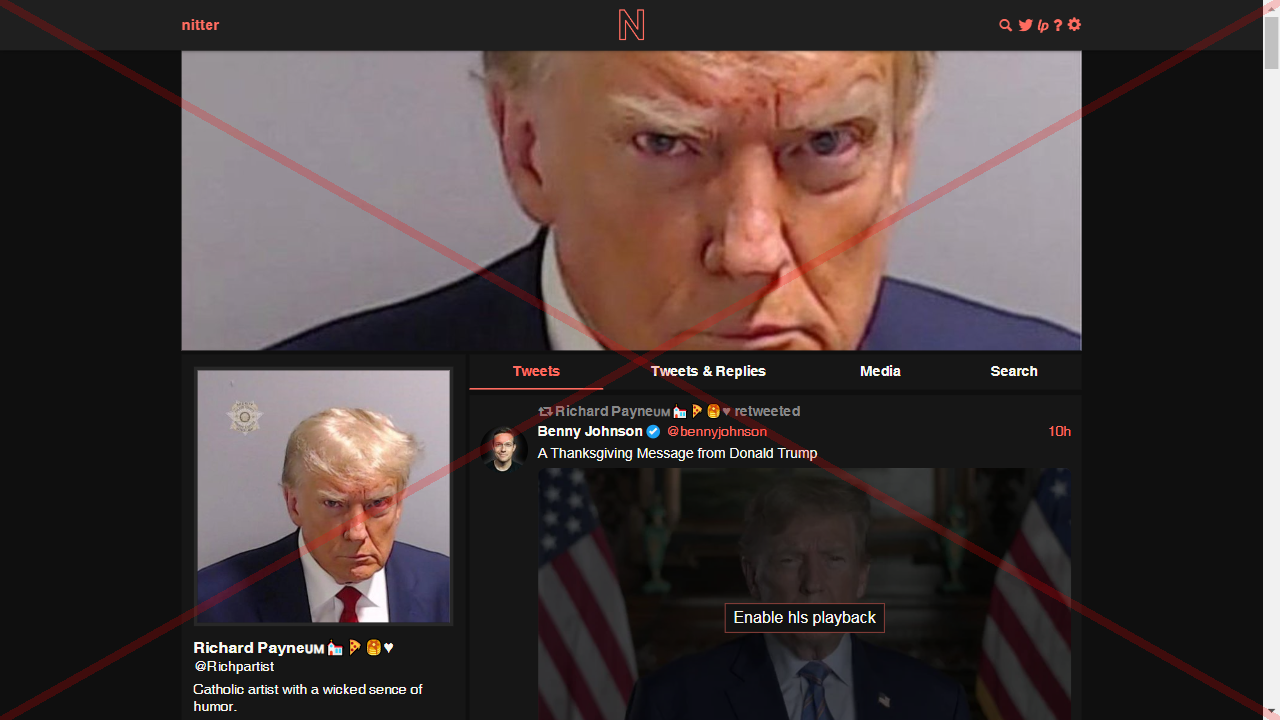 nitter
N
lp ?
Tweets
Tweets & Replies
Media
Search
Richard Payneᴜᴍ⛪🍕🥞♥ retweeted
Benny Johnson @bennyjohnson 10h
A Thanksgiving Message from Donald Trump
Enable hls playback
Richard Payneᴜᴍ⛪🍕🥞♥
@Richpartist
Catholic artist with a wicked sence of
humor.